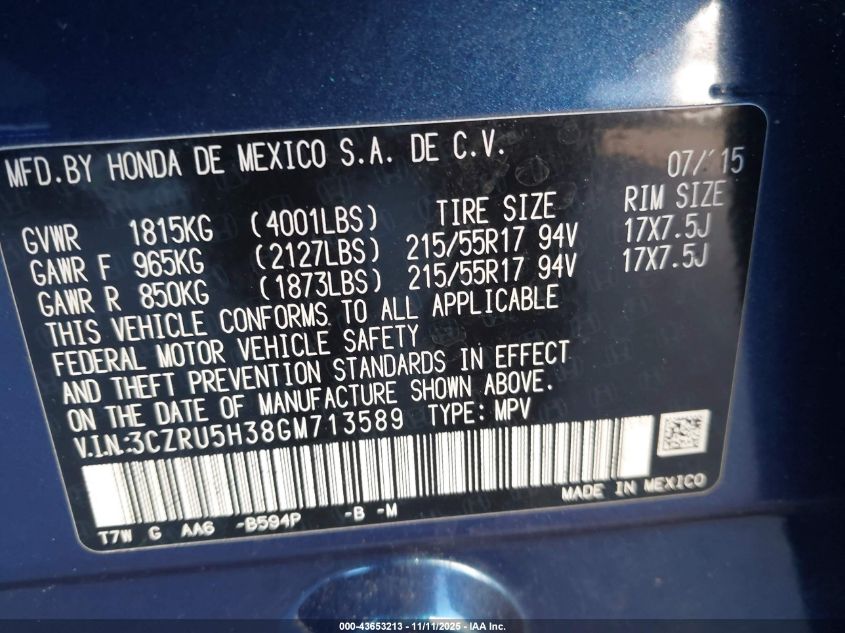 MFD.BY HONDA DE MEXICO S.A. DE C.V. 07/'15
TIRE SIZE RIM SIZE
GVWR 1815KG (4001LBS)
GAWR F 965KG (2127LBS) 215/55R17 94V 17X7.5J
GAWR R 850KG (1873LBS) 215/55R17 94V 17X7.5J
THIS VEHICLE CONFORMS TO ALL APPLICABLE
FEDERAL MOTOR VEHICLE SAFETY
AND THEFT PREVENTION STANDARDS IN EFFECT
ON THE DATE OF MANUFACTURE SHOWN ABOVE.
V.I.N.:3CZRU5H38GM713589 TYPE: MPV
MADE IN MEXICO
T7W G AA6 -B594P -B -M
000-43653213 - 11/11/2025 - IAA Inc.